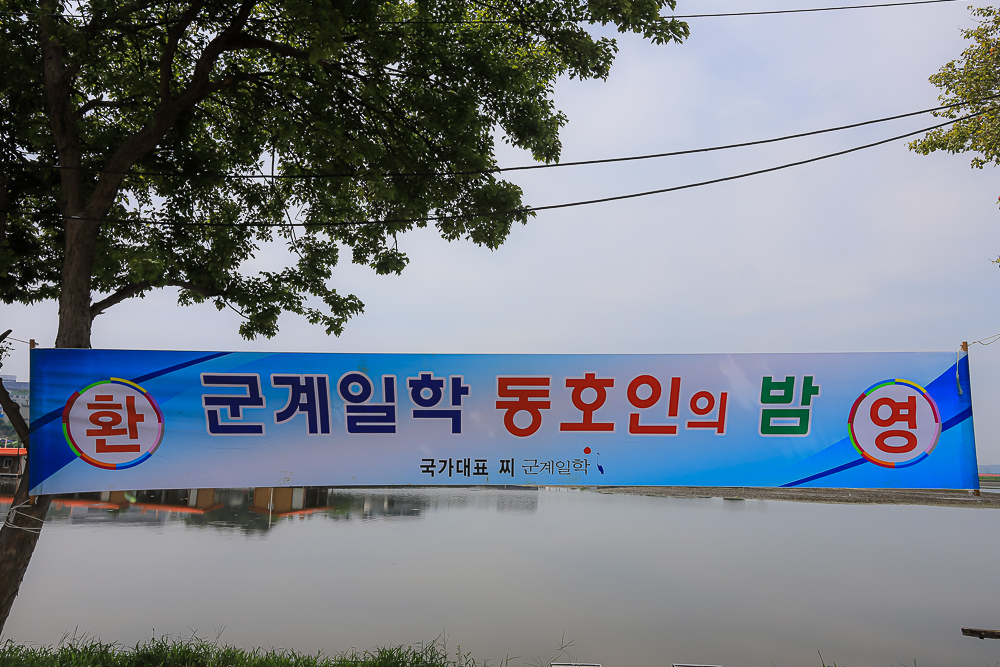 환 군계일학 동호인의 밤 영
국가대표 찌 군계일학